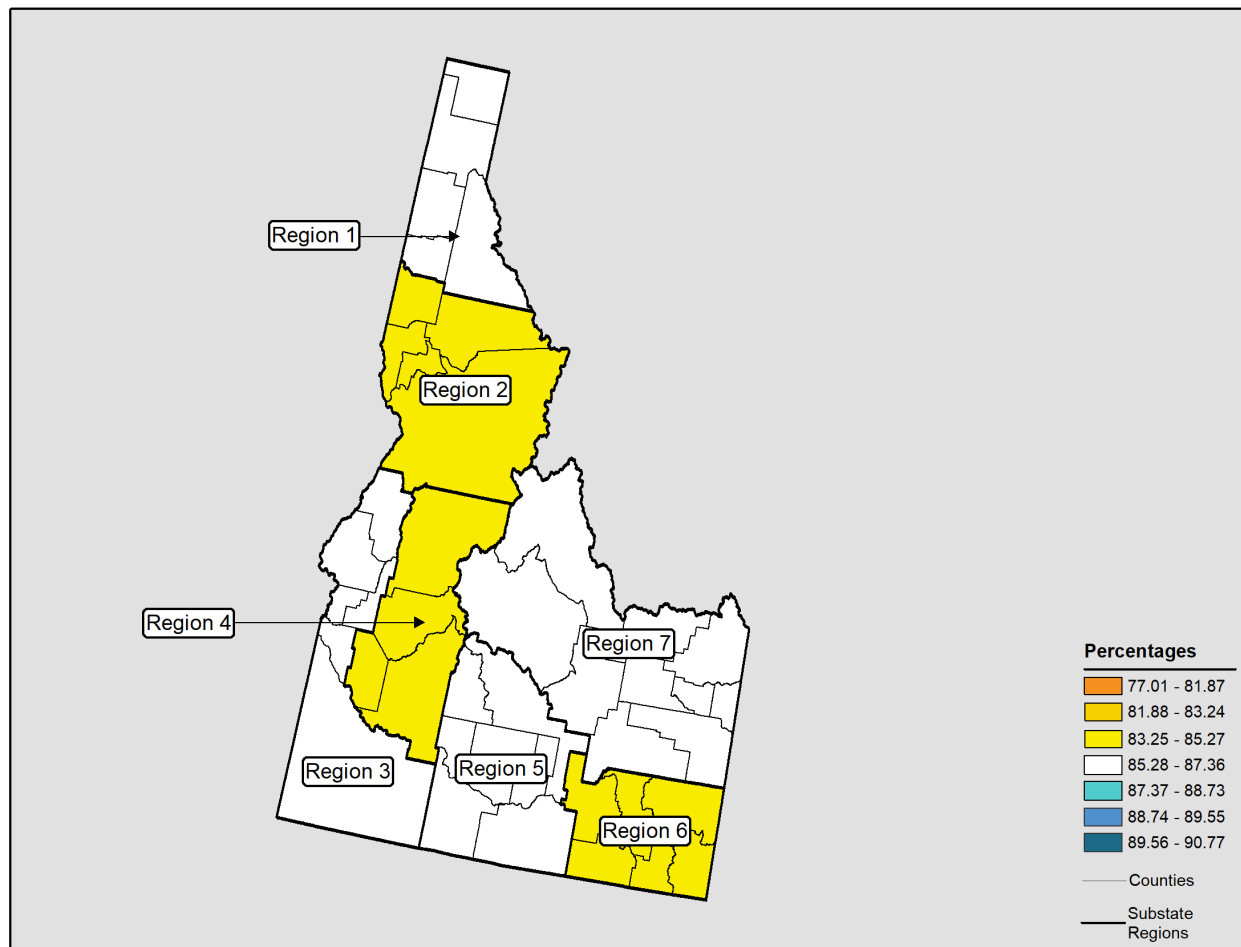 Region 1
Region 2
Region 4
Region 7
Region 3
Region 5
Region 6
Percentages
77.01 - 81.87
81.88 - 83.24
83.25 - 85.27
85.28 - 87.36
87.37 - 88.73
88.74 - 89.55
89.56 - 90.77
Counties
Substate
Regions